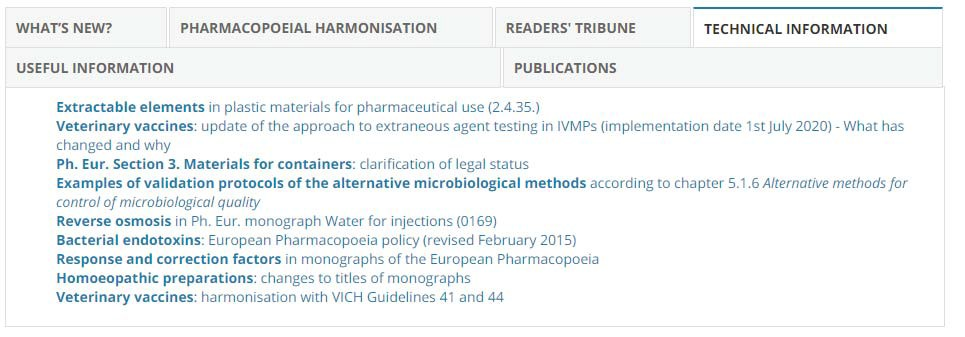 WHAT'S NEW?
PHARMACOPOEIAL HARMONISATION
READERS' TRIBUNE
TECHNICAL INFORMATION
USEFUL INFORMATION
PUBLICATIONS
Extractable elements in plastic materials for pharmaceutical use (2.4.35.)
Veterinary vaccines: update of the approach to extraneous agent testing in IVMPs (implementation date 1st July 2020) - What has
changed and why
Ph. Eur. Section 3. Materials for containers: clarification of legal status
Examples of validation protocols of the alternative microbiological methods according to chapter 5.1.6 Alternative methods for
control of microbiological quality
Reverse osmosis in Ph. Eur. monograph Water for injections (0169)
Bacterial endotoxins: European Pharmacopoeia policy (revised February 2015)
Response and correction factors in monographs of the European Pharmacopoeia
Homoeopathic preparations: changes to titles of monographs
Veterinary vaccines: harmonisation with VICH Guidelines 41 and 44